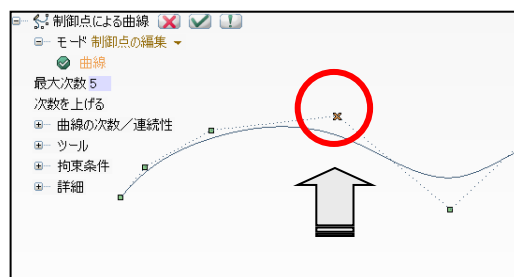 制御点による曲線
モード 制御点の編集
曲線
最大次数 5
次数を上げる
曲線の次数／連続性
ツール
拘束条件
詳細